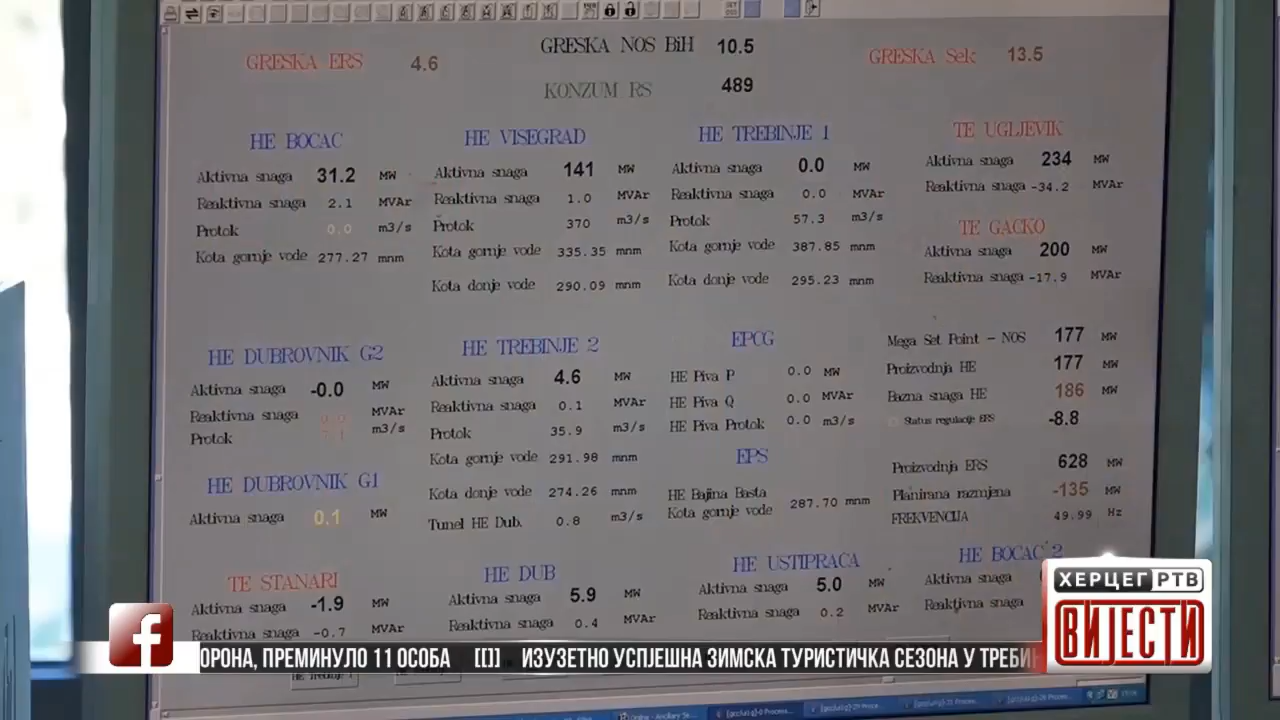 GRESKA NOS BiH 10.5
GRESKA ERS 4.6
GRESKA Sek 13.5
KONZUM RS 489
HE BOCAC
Aktivna snaga 31.2 MW
Reaktivna snaga 2.1 MVAr
Protok 0.0 m3/s
Kota gornje vode 277.27 mnm
HE VISEGRAD
Aktivna snaga 141 MW
Reaktivna snaga 1.0 MVAr
Protok 370 m3/s
Kota gornje vode 335.35 mnm
Kota donje vode 290.09 mnm
HE TREBINJE 1
Aktivna snaga 0.0 MW
Reaktivna snaga 0.0 MVAr
Protok 57.3 m3/s
Kota gornje vode 387.85 mnm
Kota donje vode 295.23 mnm
TE UGLJEVIK
Aktivna snaga 234 MW
Reaktivna snaga -34.2 MVAr
TE GACKO
Aktivna snaga 200 MW
Reaktivna snaga -17.9 MVAr
HE DUBROVNIK G2
Aktivna snaga -0.0 MW
Reaktivna snaga MVAr
Protok m3/s
HE DUBROVNIK G1
Aktivna snaga 0.1 MW
HE TREBINJE 2
Aktivna snaga 4.6 MW
Reaktivna snaga 0.1 MVAr
Protok 35.9 m3/s
Kota gornje vode 291.98 mnm
Kota donje vode 274.26 mnm
Tunel HE Dub. 0.8 m3/s
EPCG
HE Piva P 0.0 MW
HE Piva Q 0.0 MVAr
HE Piva Protok 0.0 m3/s
EPS
HE Bajina Basta
Kota gornje vode 287.70 mnm
Mega Set Point - NOS 177 MW
Proizvodnja HE 177 MW
Bazna snaga HE 186 MW
Status regulacije ERS -8.8
Proizvodnja ERS 628 MW
Planirana razmjena -135 MW
FREKVENCIJA 49.99 Hz
TE STANARI
Aktivna snaga -1.9 MW
Reaktivna snaga -0.7 MVAr
HE DUB
Aktivna snaga 5.9 MW
Reaktivna snaga 0.4 MVAr
HE USTIPRACA
Aktivna snaga 5.0 MW
Reaktivna snaga 0.2 MVAr
HE BOCAC 2
Aktivna snaga
Reaktivna snaga
ХЕРЦЕГ РТВ
ВИЈЕСТИ
f
ОРОНА, ПРЕМИНУЛО 11 ОСОБА [[]] ИЗУЗЕТНО УСПЈЕШНА ЗИМСКА ТУРИСТИЧКА СЕЗОНА У ТРЕБИ